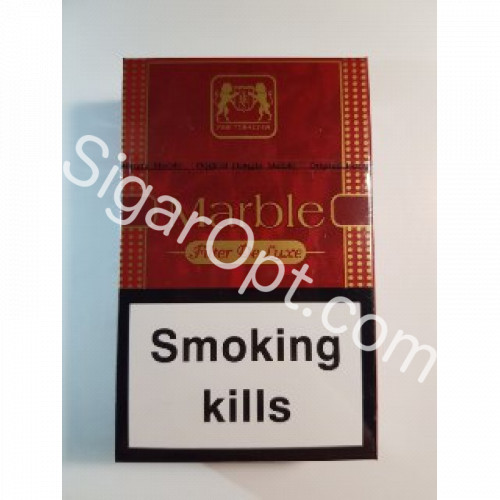 Marble
Filter De Luxe
Smoking
kills
SigarOpt.com